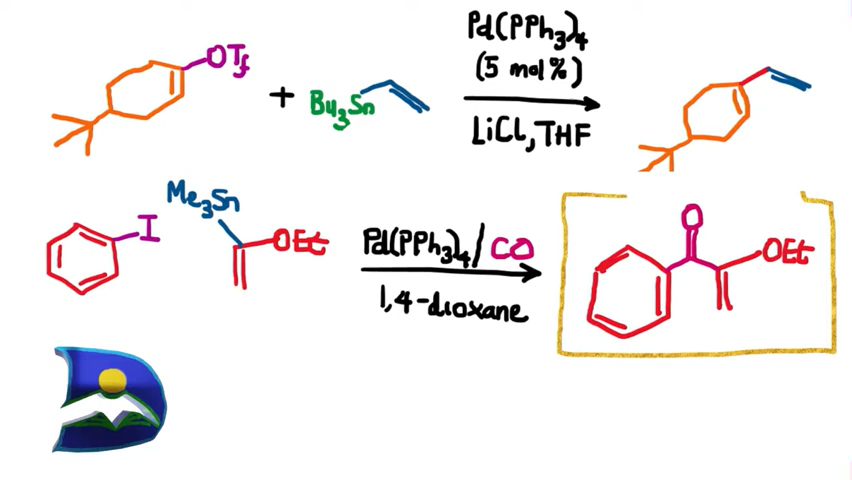 OTf
+
Bu3Sn
Pd(PPh3)4
(5 mol%)
LiCl, THF
I
Me3Sn
OEt
Pd(PPh3)4/CO
1,4-dioxane
O
OEt